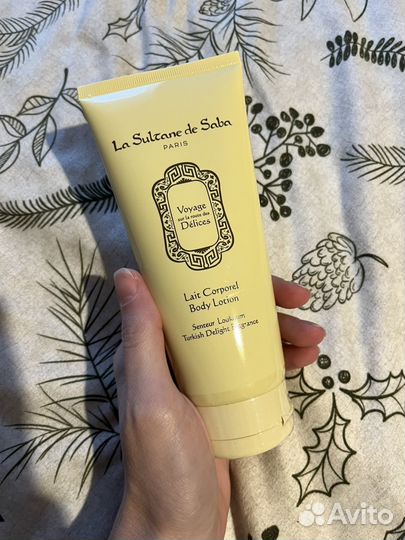 La Sultane de Saba
PARIS
Voyage
sur la route des
Délices
Lait Corporel
Body Lotion
Senteur Loukoum
Turkish Delight Fragrance
Avito